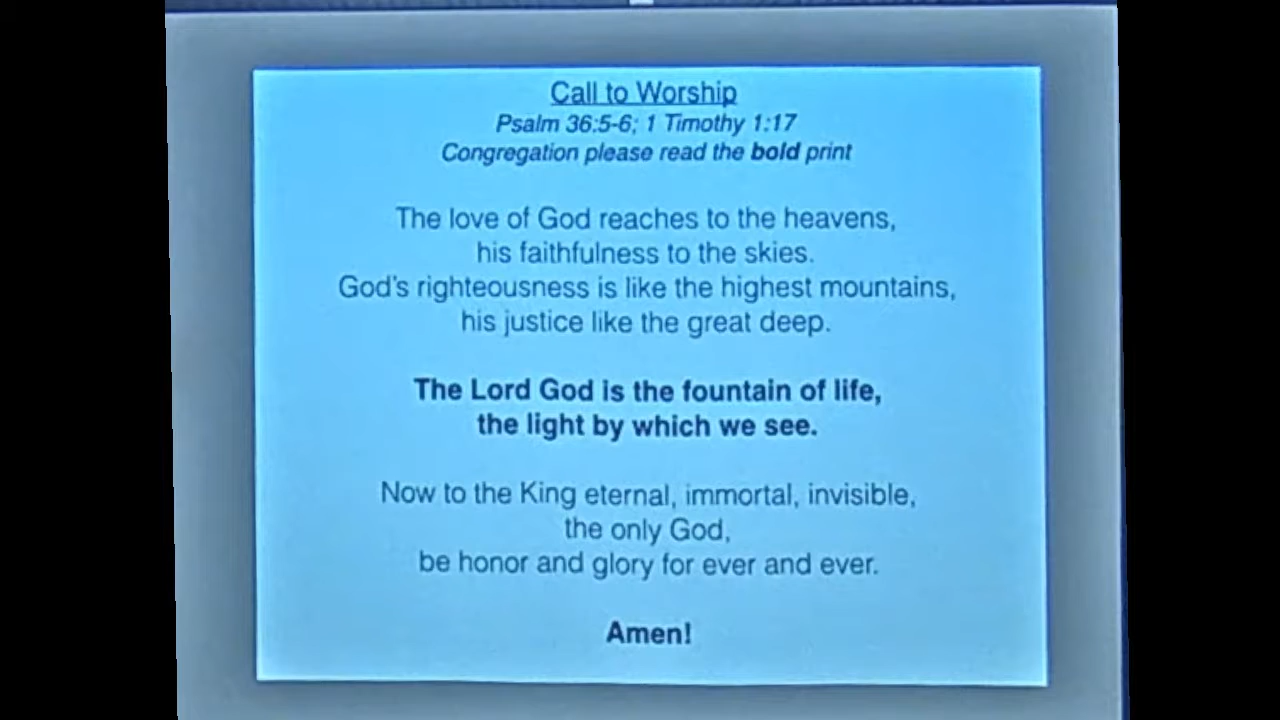 Call to Worship
Psalm 36:5-6; 1 Timothy 1:17
Congregation please read the bold print
The love of God reaches to the heavens,
his faithfulness to the skies.
God's righteousness is like the highest mountains,
his justice like the great deep.
The Lord God is the fountain of life,
the light by which we see.
Now to the King eternal, immortal, invisible,
the only God,
be honor and glory for ever and ever.
Amen!